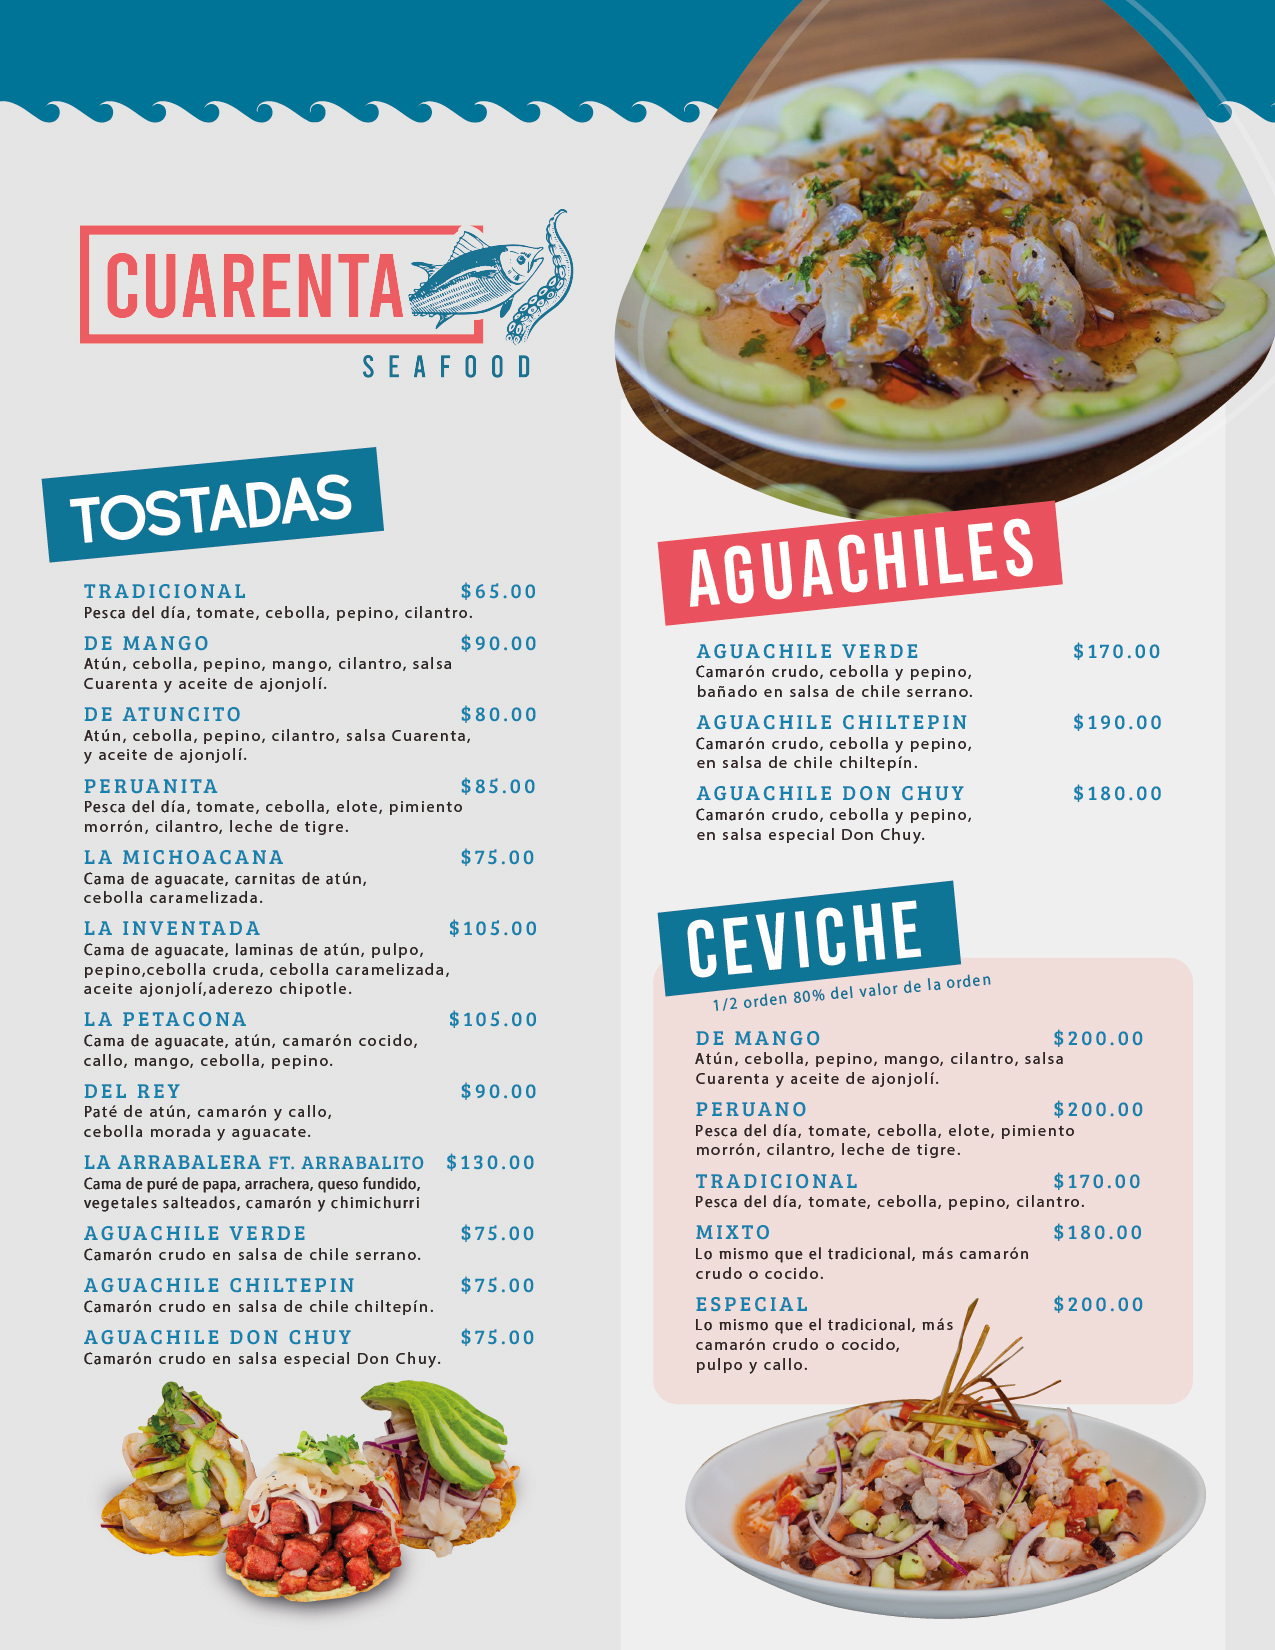 CUARENTA
SEAFOOD
TOSTADAS
TRADICIONAL $65.00
Pesca del día, tomate, cebolla, pepino, cilantro.
DE MANGO $90.00
Atún, cebolla, pepino, mango, cilantro, salsa
Cuarenta y aceite de ajonjolí.
DE ATUNCITO $80.00
Atún, cebolla, pepino, cilantro, salsa Cuarenta,
y aceite de ajonjolí.
PERUANITA $85.00
Pesca del día, tomate, cebolla, elote, pimiento
morrón, cilantro, leche de tigre.
LA MICHOACANA $75.00
Cama de aguacate, carnitas de atún,
cebolla caramelizada.
LA INVENTADA $105.00
Cama de aguacate, laminas de atún, pulpo,
pepino,cebolla cruda, cebolla caramelizada,
aceite ajonjolí,aderezo chipotle.
LA PETACONA $105.00
Cama de aguacate, atún, camarón cocido,
callo, mango, cebolla, pepino.
DEL REY $90.00
Paté de atún, camarón y callo,
cebolla morada y aguacate.
LA ARRABALERA FT. ARRABALITO $130.00
Cama de puré de papa, arrachera, queso fundido,
vegetales salteados, camarón y chimichurri
AGUACHILE VERDE $75.00
Camarón crudo en salsa de chile serrano.
AGUACHILE CHILTEPIN $75.00
Camarón crudo en salsa de chile chiltepín.
AGUACHILE DON CHUY $75.00
Camarón crudo en salsa especial Don Chuy.
AGUACHILES
AGUACHILE VERDE $170.00
Camarón crudo, cebolla y pepino,
bañado en salsa de chile serrano.
AGUACHILE CHILTEPIN $190.00
Camarón crudo, cebolla y pepino,
en salsa de chile chiltepín.
AGUACHILE DON CHUY $180.00
Camarón crudo, cebolla y pepino,
en salsa especial Don Chuy.
CEVICHE
1/2 orden 80% del valor de la orden
DE MANGO $200.00
Atún, cebolla, pepino, mango, cilantro, salsa
Cuarenta y aceite de ajonjolí.
PERUANO $200.00
Pesca del día, tomate, cebolla, elote, pimiento
morrón, cilantro, leche de tigre.
TRADICIONAL $170.00
Pesca del día, tomate, cebolla, pepino, cilantro.
MIXTO $180.00
Lo mismo que el tradicional, más camarón
crudo o cocido.
ESPECIAL $200.00
Lo mismo que el tradicional, más
camarón crudo o cocido,
pulpo y callo.